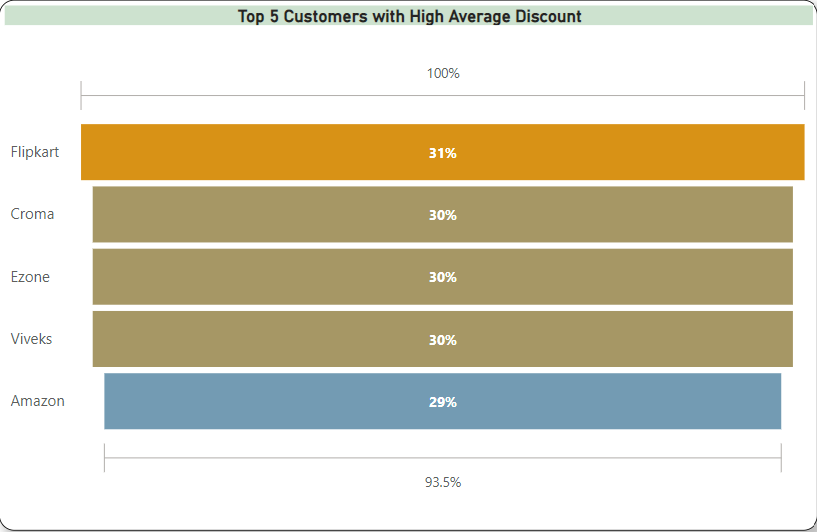 Top 5 Customers with High Average Discount
100%
Flipkart 31%
Croma 30%
Ezone 30%
Viveks 30%
Amazon 29%
93.5%